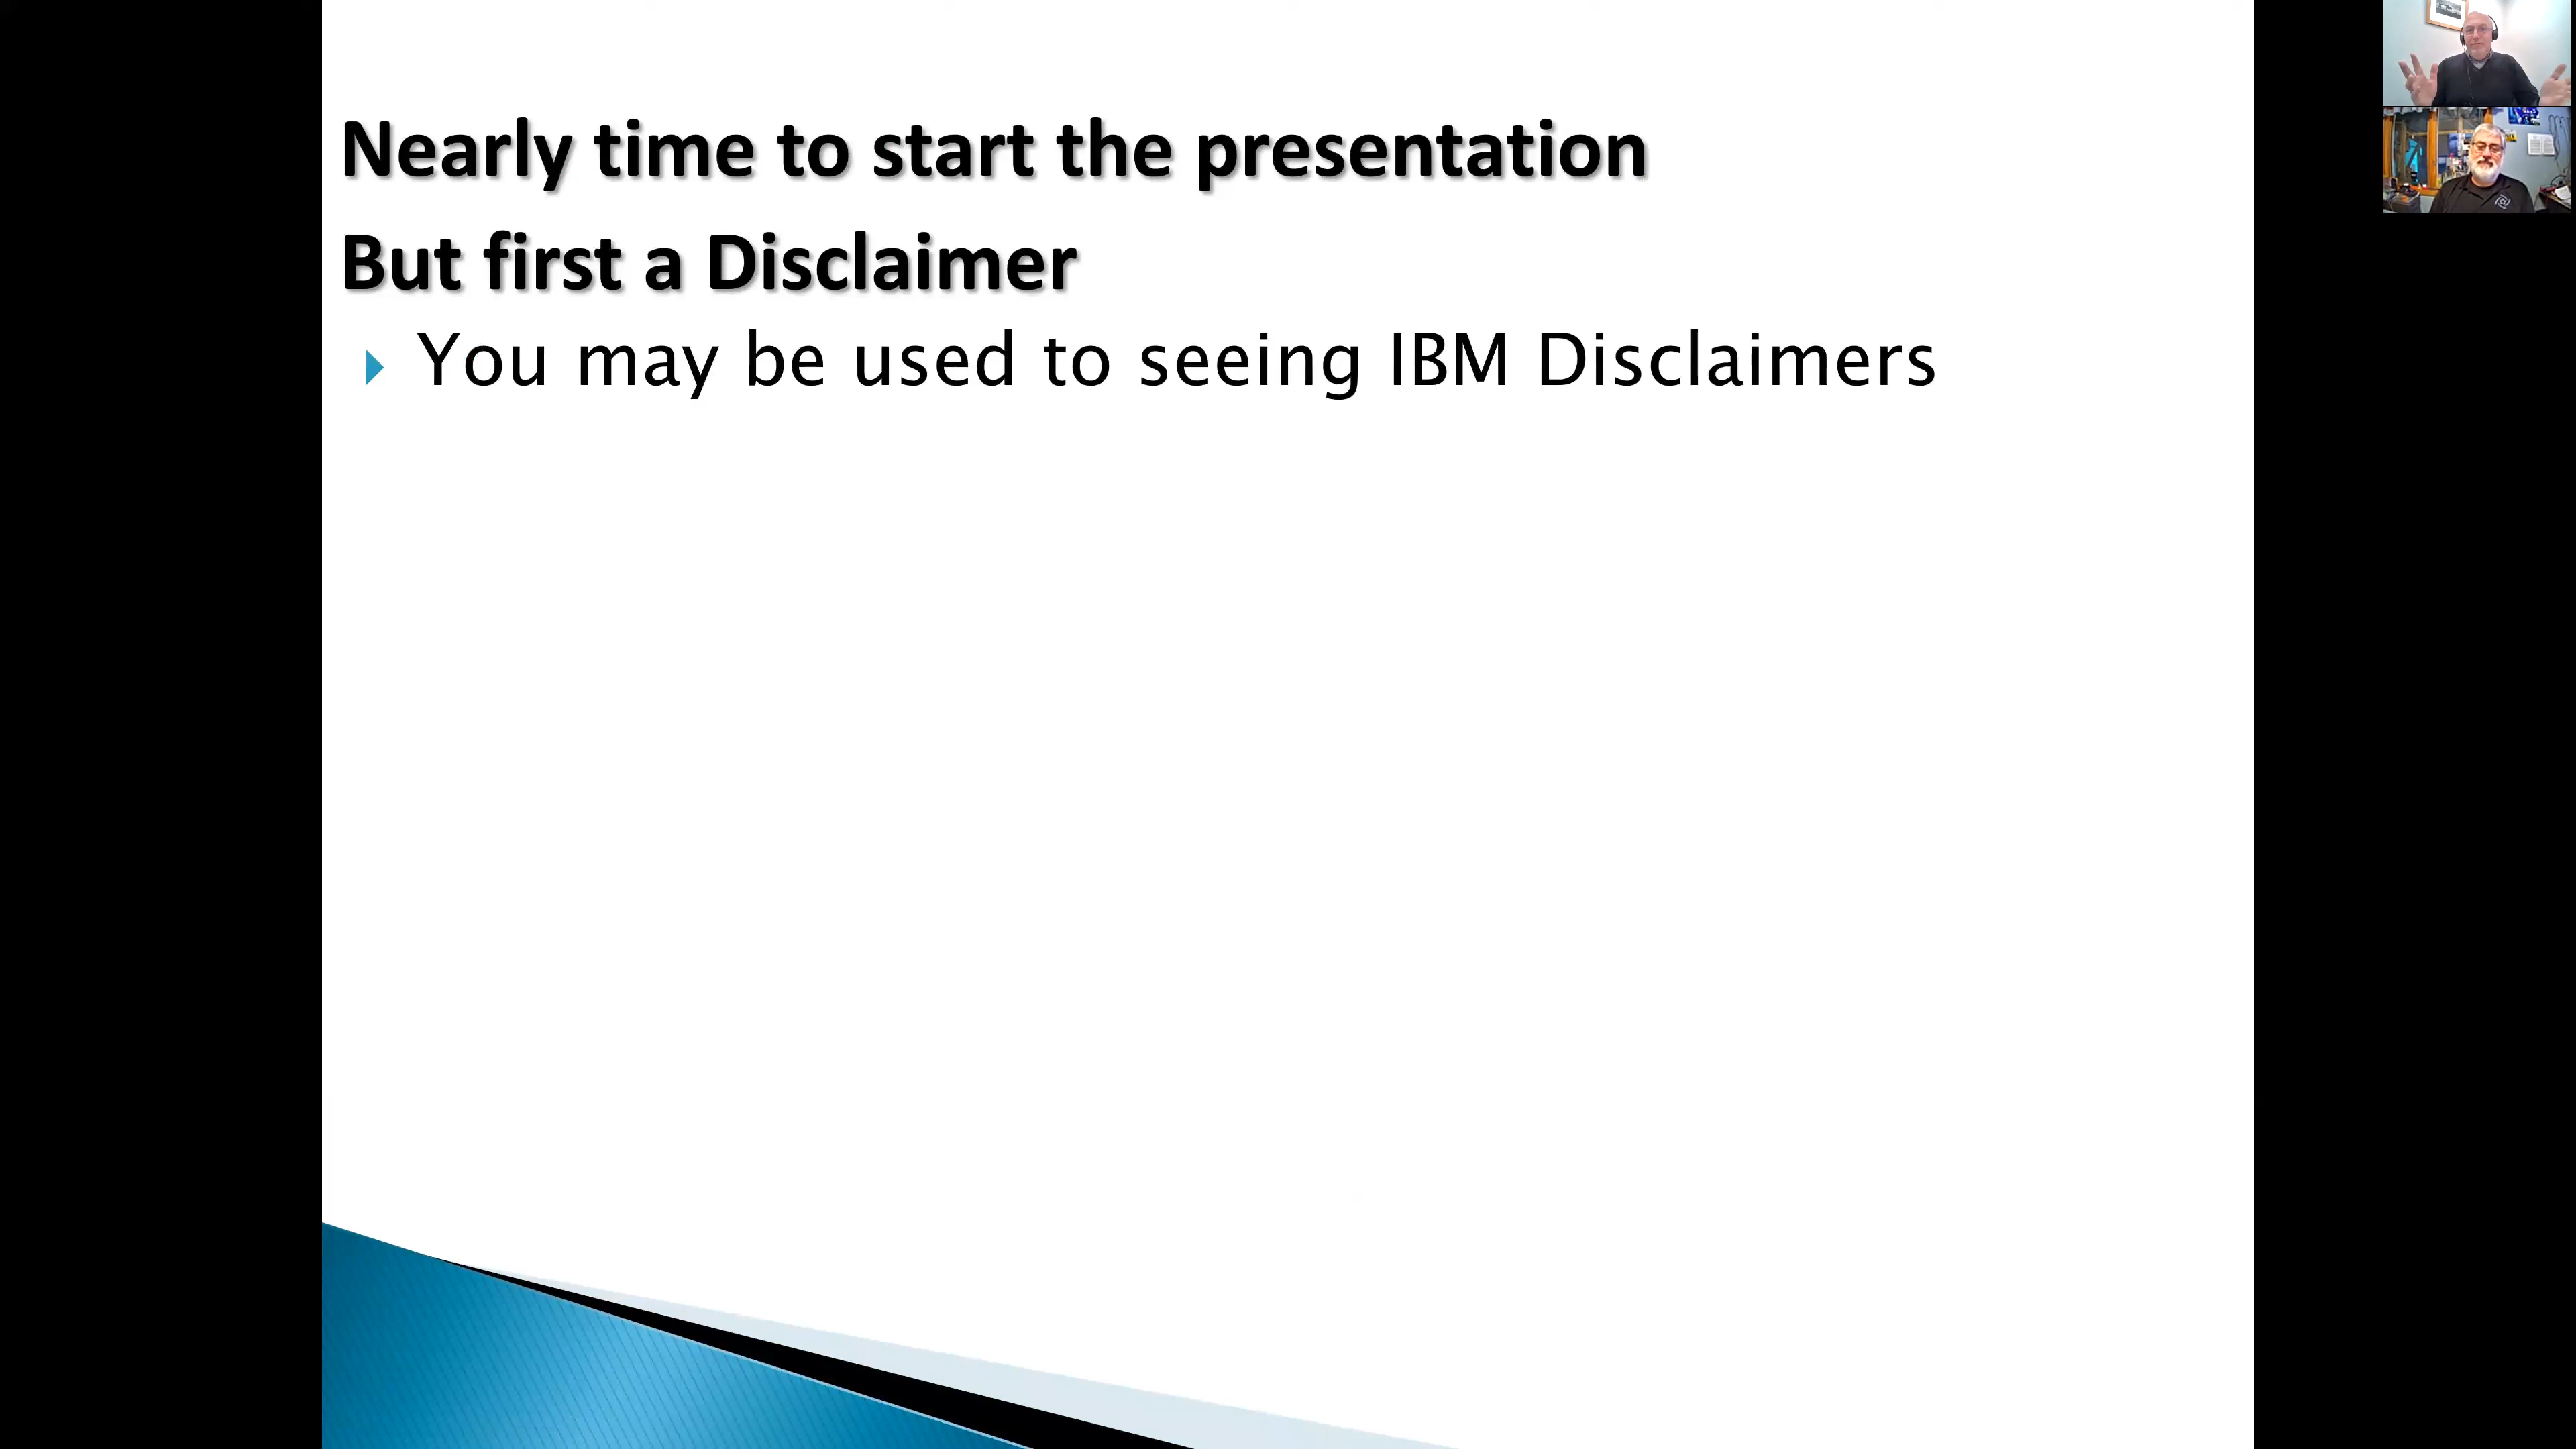 Nearly time to start the presentation
But first a Disclaimer
You may be used to seeing IBM Disclaimers